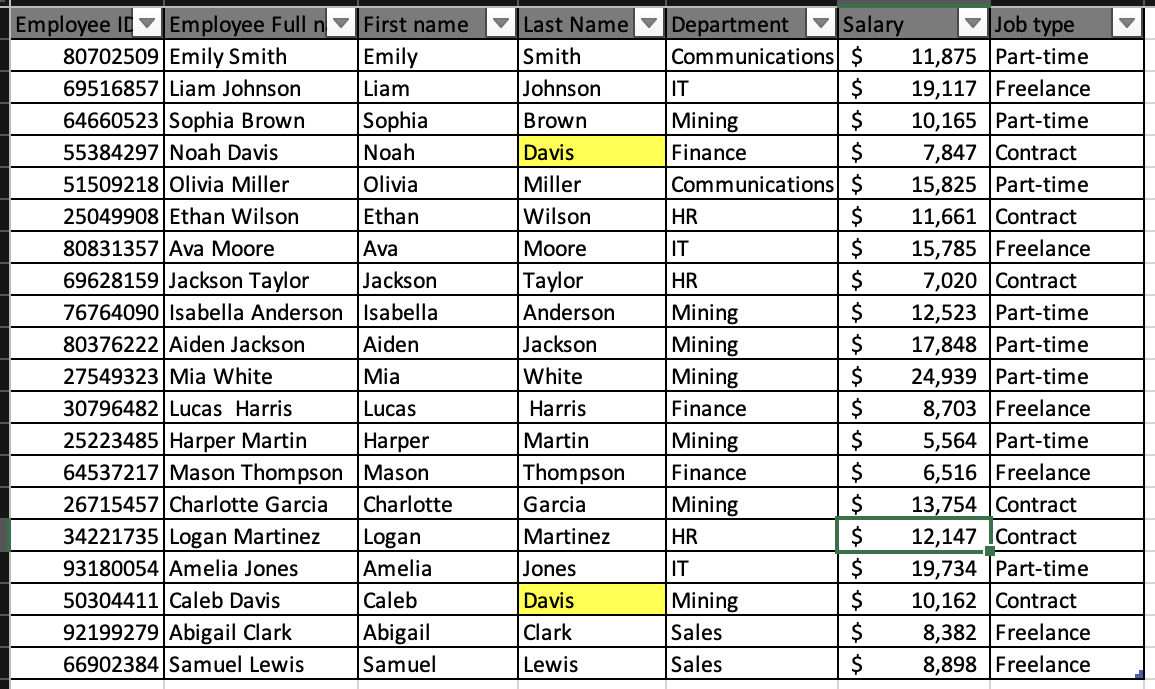 Employee ID Employee Full n First name Last Name Department Salary Job type
80702509 Emily Smith Emily Smith Communications $ 11,875 Part-time
69516857 Liam Johnson Liam Johnson IT $ 19,117 Freelance
64660523 Sophia Brown Sophia Brown Mining $ 10,165 Part-time
55384297 Noah Davis Noah Davis Finance $ 7,847 Contract
51509218 Olivia Miller Olivia Miller Communications $ 15,825 Part-time
25049908 Ethan Wilson Ethan Wilson HR $ 11,661 Contract
80831357 Ava Moore Ava Moore IT $ 15,785 Freelance
69628159 Jackson Taylor Jackson Taylor HR $ 7,020 Contract
76764090 Isabella Anderson Isabella Anderson Mining $ 12,523 Part-time
80376222 Aiden Jackson Aiden Jackson Mining $ 17,848 Part-time
27549323 Mia White Mia White Mining $ 24,939 Part-time
30796482 Lucas  Harris Lucas Harris Finance $ 8,703 Freelance
25223485 Harper Martin Harper Martin Mining $ 5,564 Part-time
64537217 Mason Thompson Mason Thompson Finance $ 6,516 Freelance
26715457 Charlotte Garcia Charlotte Garcia Mining $ 13,754 Contract
34221735 Logan Martinez Logan Martinez HR $ 12,147 Contract
93180054 Amelia Jones Amelia Jones IT $ 19,734 Part-time
50304411 Caleb Davis Caleb Davis Mining $ 10,162 Contract
92199279 Abigail Clark Abigail Clark Sales $ 8,382 Freelance
66902384 Samuel Lewis Samuel Lewis Sales $ 8,898 Freelance